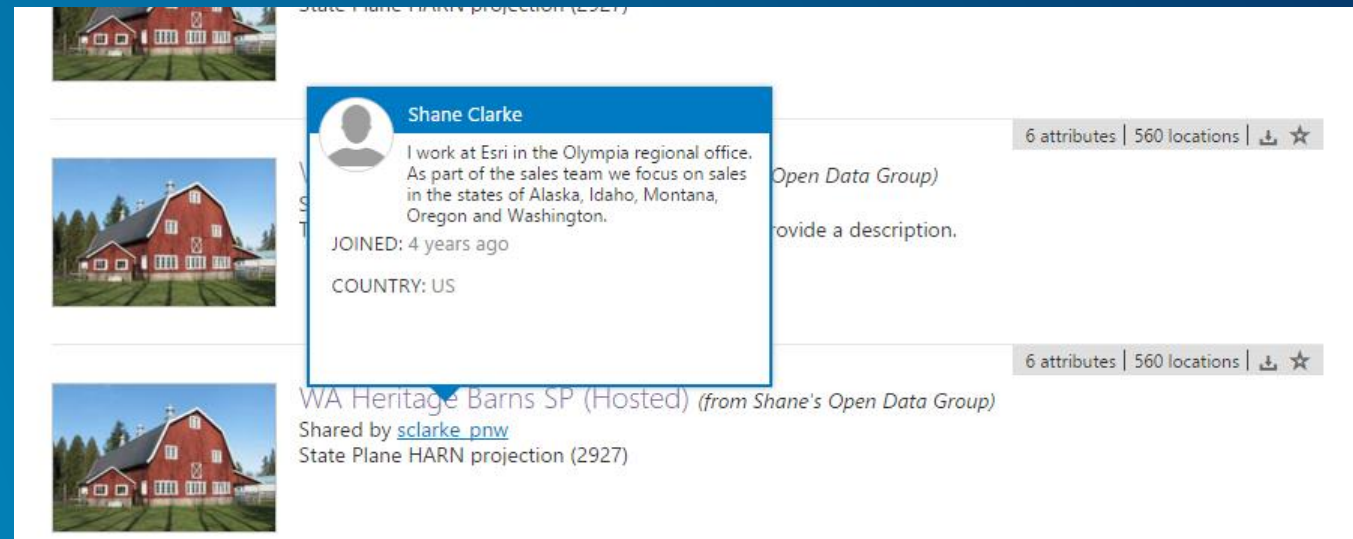 State Plane HARN projection (2927)
Shane Clarke
I work at Esri in the Olympia regional office.
As part of the sales team we focus on sales
in the states of Alaska, Idaho, Montana,
Oregon and Washington.
JOINED: 4 years ago
COUNTRY: US
6 attributes | 560 locations |
Open Data Group)
provide a description.
6 attributes | 560 locations |
WA Heritage Barns SP (Hosted) (from Shane's Open Data Group)
Shared by sclarke_pnw
State Plane HARN projection (2927)